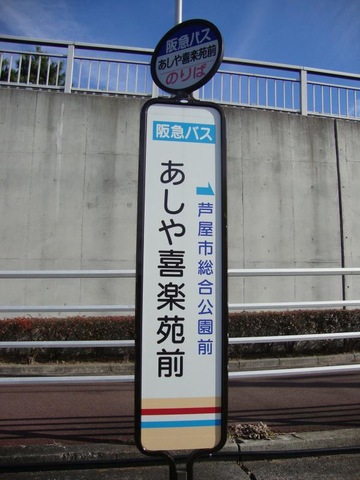 阪急バス
あしや喜楽苑前
のりば
阪急バス
あしや喜楽苑前
芦屋市総合公園前